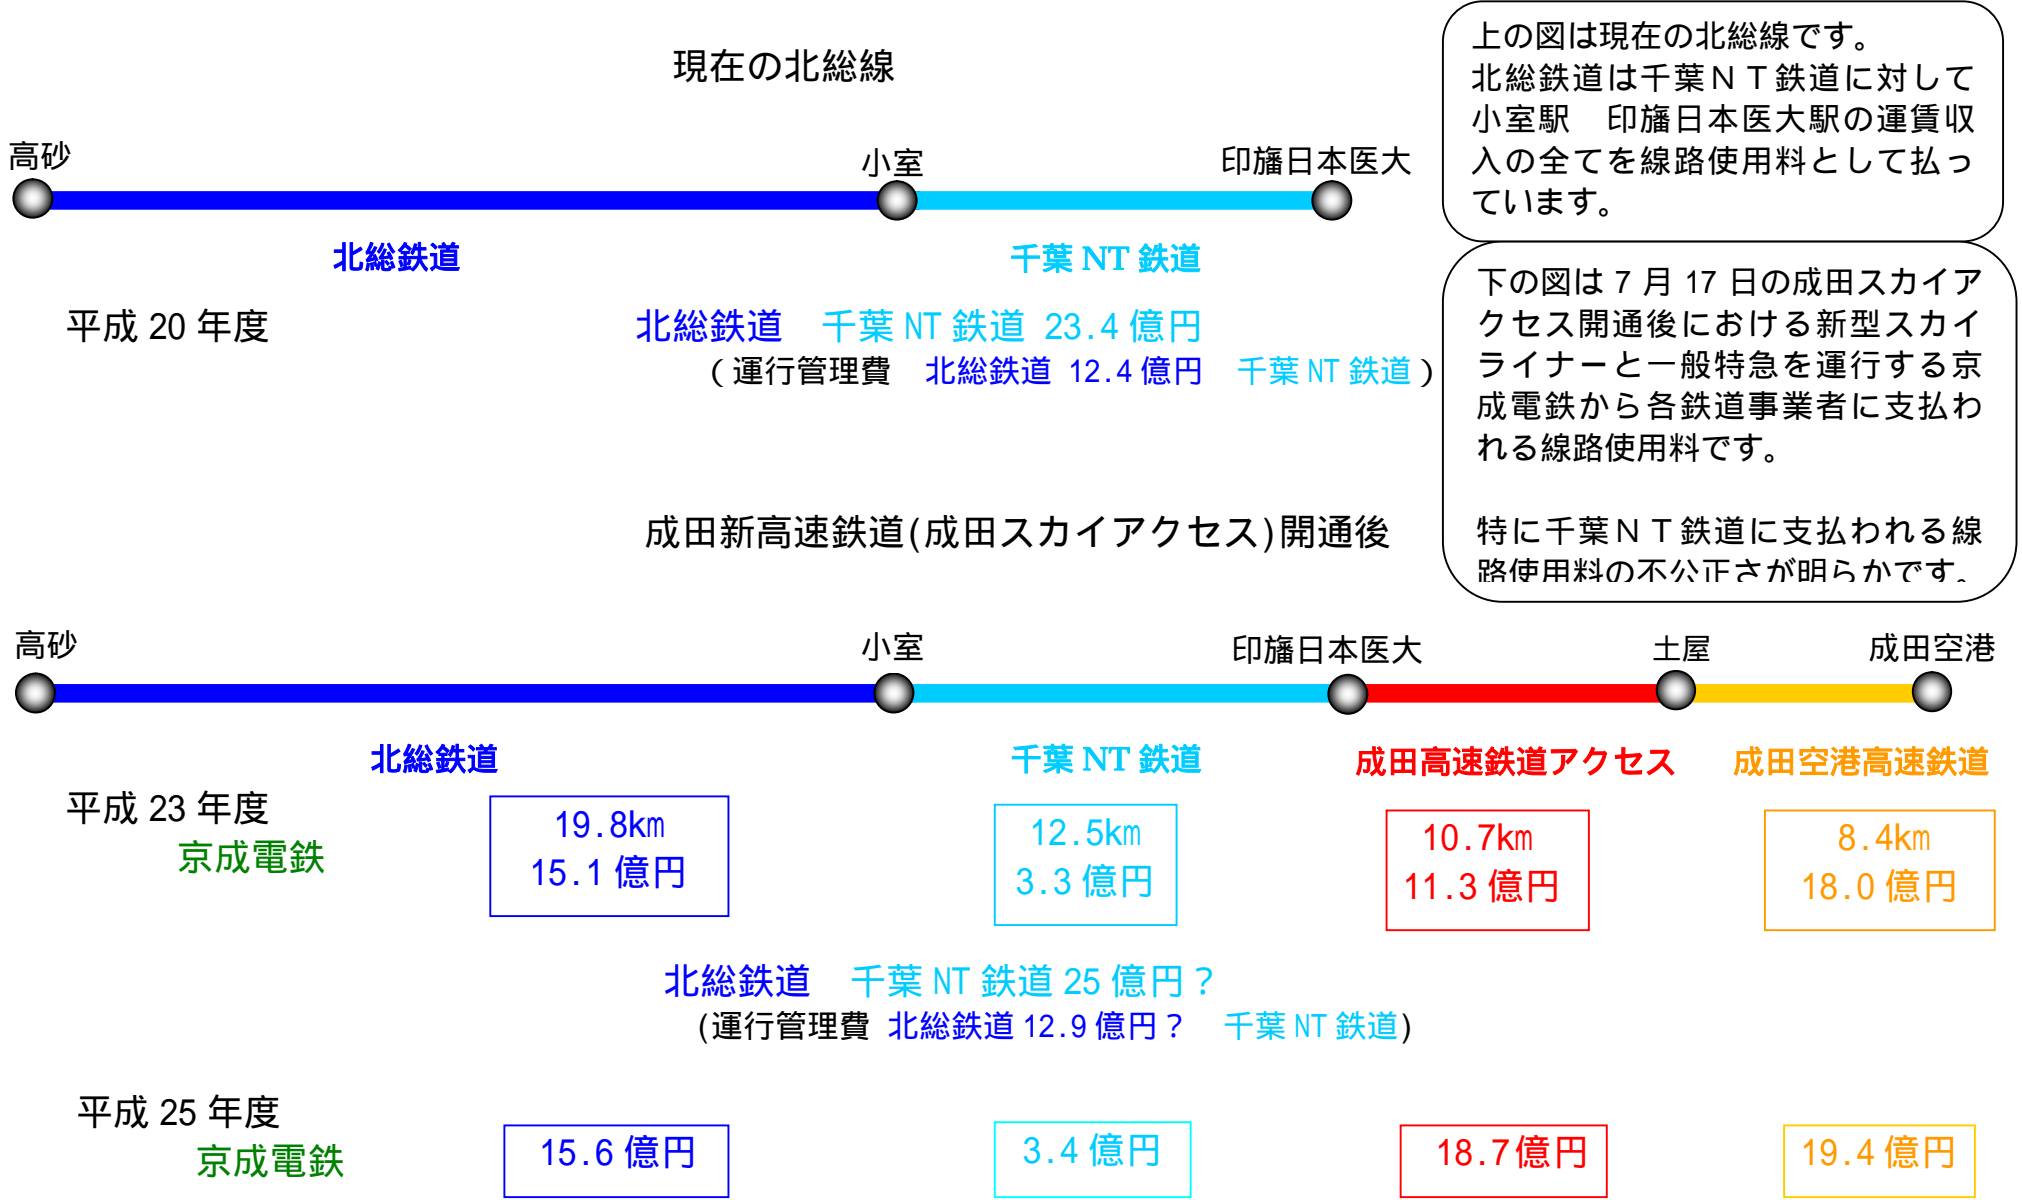 現在の北総線
高砂
小室
印旛日本医大
北総鉄道
千葉 NT 鉄道
平成 20 年度
北総鉄道　千葉 NT 鉄道 23.4 億円
（運行管理費　北総鉄道 12.4 億円　千葉 NT 鉄道）
上の図は現在の北総線です。
北総鉄道は千葉ＮＴ鉄道に対して
小室駅　印旛日本医大駅の運賃収
入の全てを線路使用料として払っ
ています。
下の図は 7 月 17 日の成田スカイア
クセス開通後における新型スカイ
ライナーと一般特急を運行する京
成電鉄から各鉄道事業者に支払わ
れる線路使用料です。
特に千葉ＮＴ鉄道に支払われる線
路使用料の不公正さが明らかです。
成田新高速鉄道(成田スカイアクセス)開通後
高砂
小室
印旛日本医大
土屋
成田空港
北総鉄道
千葉 NT 鉄道
成田高速鉄道アクセス
成田空港高速鉄道
平成 23 年度
京成電鉄
19.8km
15.1 億円
12.5km
3.3 億円
10.7km
11.3 億円
8.4km
18.0 億円
北総鉄道　千葉 NT 鉄道 25 億円？
(運行管理費 北総鉄道 12.9 億円？　千葉 NT 鉄道)
平成 25 年度
京成電鉄
15.6 億円
3.4 億円
18.7億円
19.4 億円